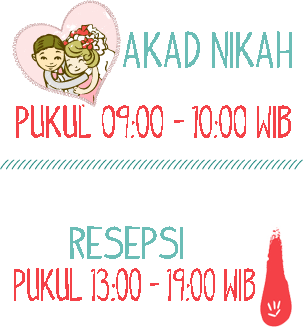 AKAD NIKAH
PUKUL 09:00 - 10:00 WIB
RESEPSI
PUKUL 13:00 - 19:00 WIB